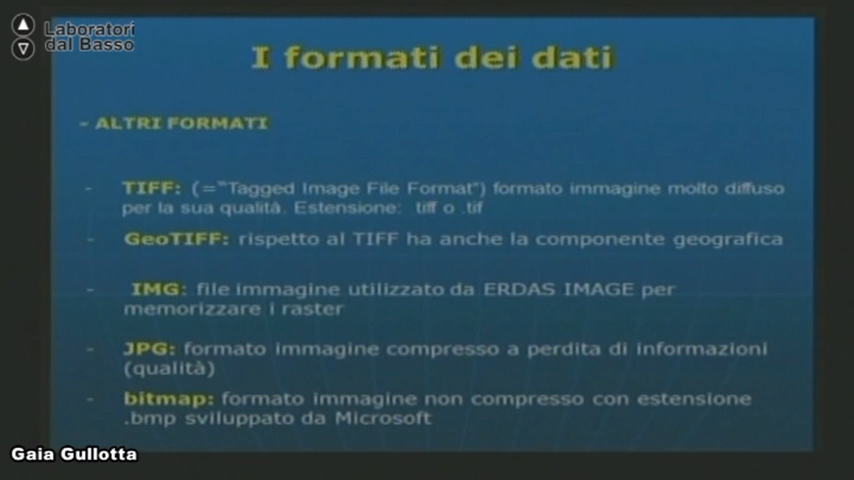 Laboratori
dal Basso
I formati dei dati
- ALTRI FORMATI
- TIFF: (="Tagged Image File Format") formato immagine molto diffuso
per la sua qualità. Estensione: tiff o .tif
- GeoTIFF: rispetto al TIFF ha anche la componente geografica
- IMG: file immagine utilizzato da ERDAS IMAGE per
memorizzare i raster
- JPG: formato immagine compresso a perdita di informazioni
(qualità)
- bitmap: formato immagine non compresso con estensione
.bmp sviluppato da Microsoft
Gaia Gullotta